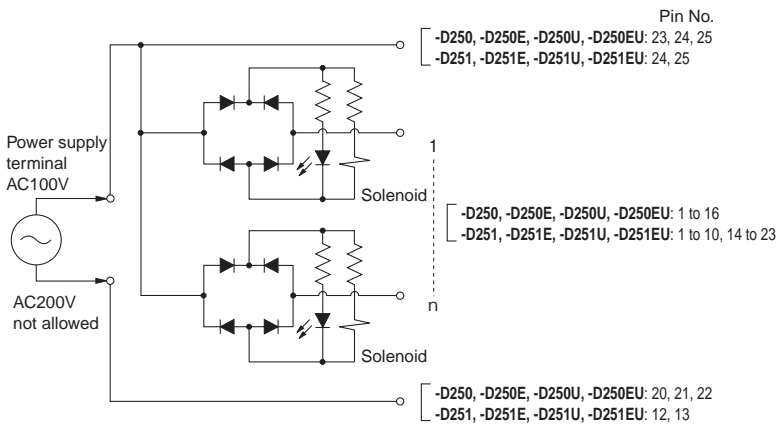 Pin No.
-D250, -D250E, -D250U, -D250EU: 23, 24, 25
-D251, -D251E, -D251U, -D251EU: 24, 25
Power supply
terminal
AC100V
1
Solenoid
-D250, -D250E, -D250U, -D250EU: 1 to 16
-D251, -D251E, -D251U, -D251EU: 1 to 10, 14 to 23
AC200V
not allowed
n
Solenoid
-D250, -D250E, -D250U, -D250EU: 20, 21, 22
-D251, -D251E, -D251U, -D251EU: 12, 13